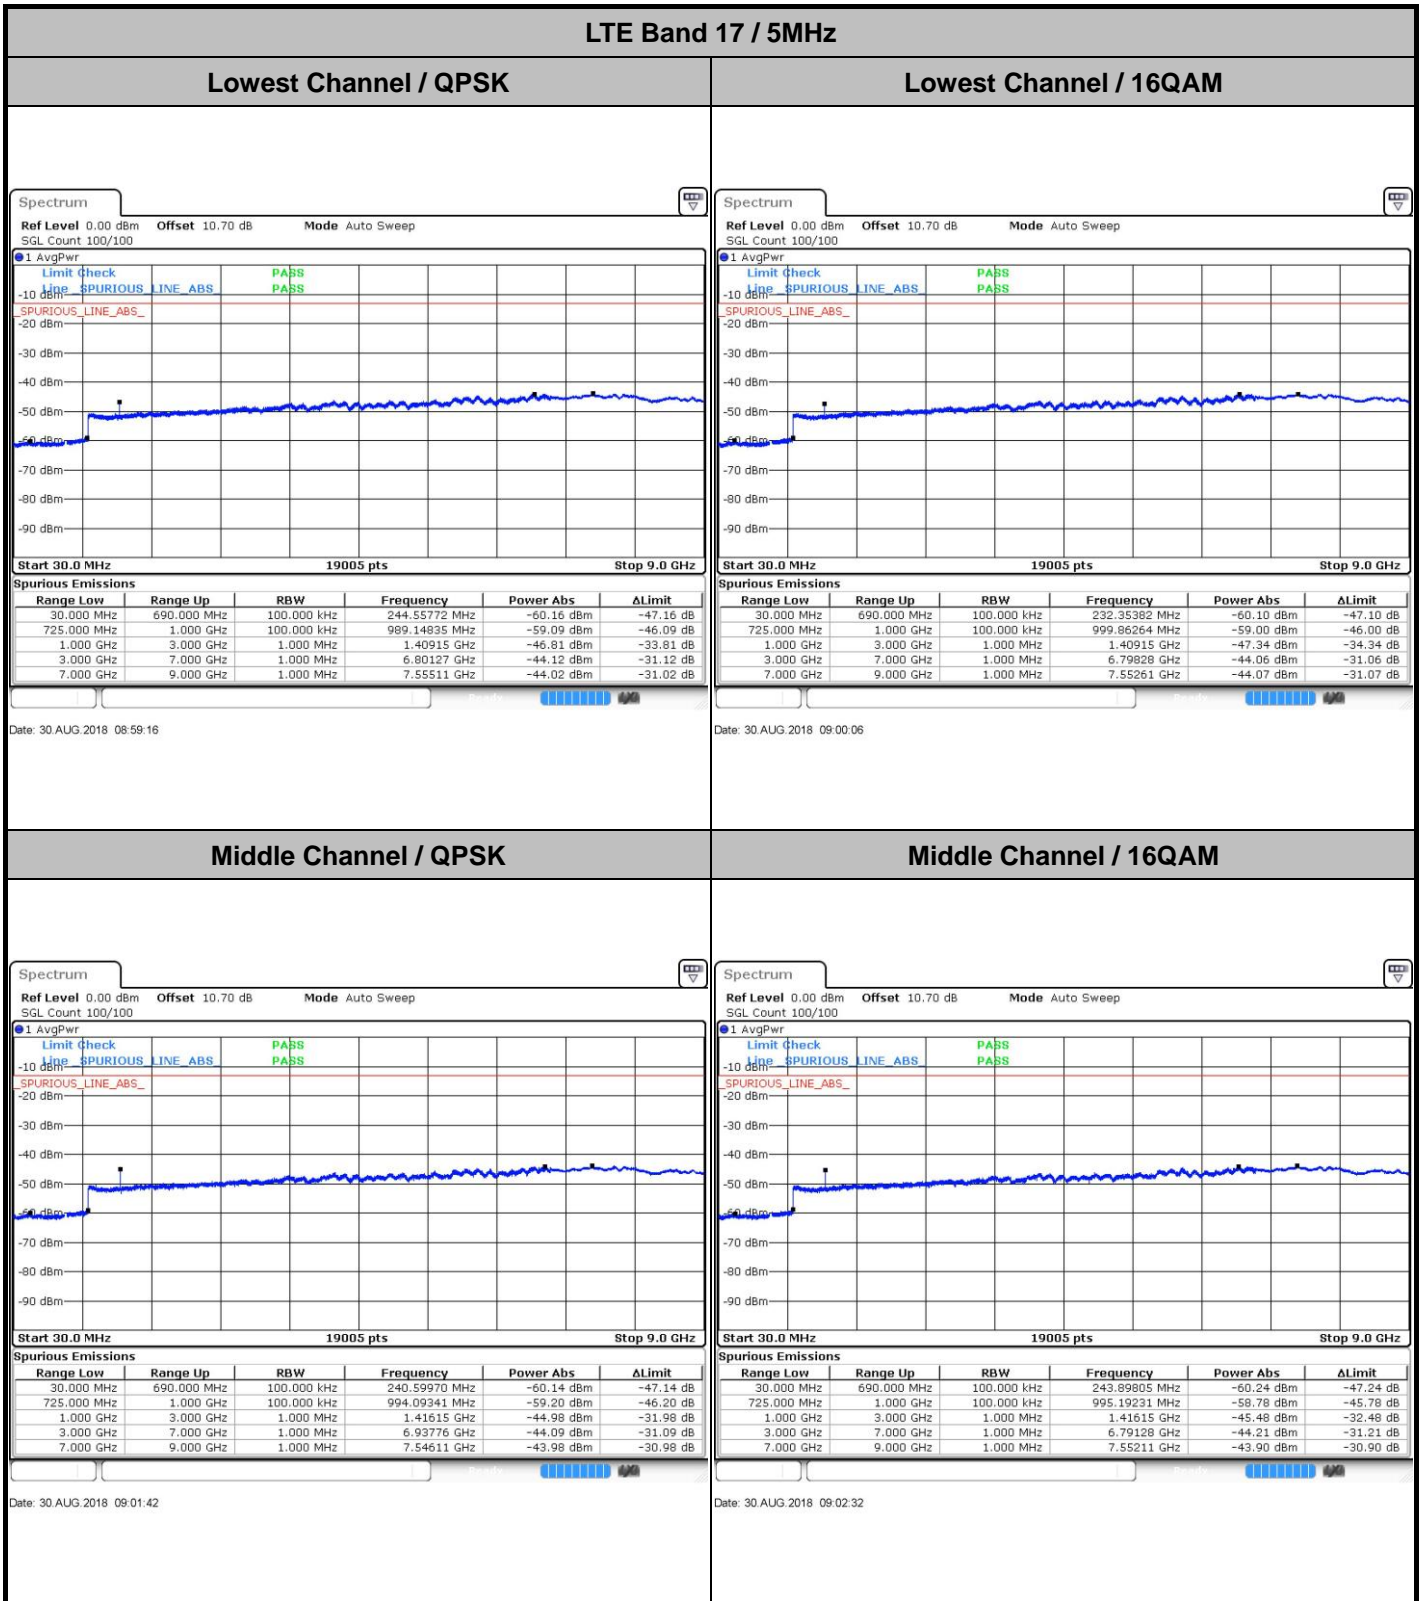 LTE Band 17 / 5MHz
Lowest Channel / QPSK
Lowest Channel / 16QAM
Spectrum
Ref Level 0.00 dBm Offset 10.70 dB Mode Auto Sweep
SGL Count 100/100
1 AvgPwr
Limit Check PASS
Line _SPURIOUS_LINE_ABS_ PASS
-10 dBm
_SPURIOUS_LINE_ABS_
-20 dBm
-30 dBm
-40 dBm
-50 dBm
-60 dBm
-70 dBm
-80 dBm
-90 dBm
Start 30.0 MHz 19005 pts Stop 9.0 GHz
Spurious Emissions
Range Low Range Up RBW Frequency Power Abs ΔLimit
30.000 MHz 690.000 MHz 100.000 kHz 244.55772 MHz -60.16 dBm -47.16 dB
725.000 MHz 1.000 GHz 100.000 kHz 989.14835 MHz -59.09 dBm -46.09 dB
1.000 GHz 3.000 GHz 1.000 MHz 1.40915 GHz -46.81 dBm -33.81 dB
3.000 GHz 7.000 GHz 1.000 MHz 6.80127 GHz -44.12 dBm -31.12 dB
7.000 GHz 9.000 GHz 1.000 MHz 7.55511 GHz -44.02 dBm -31.02 dB
Date: 30.AUG.2018 08:59:16
Spectrum
Ref Level 0.00 dBm Offset 10.70 dB Mode Auto Sweep
SGL Count 100/100
1 AvgPwr
Limit Check PASS
Line _SPURIOUS_LINE_ABS_ PASS
-10 dBm
_SPURIOUS_LINE_ABS_
-20 dBm
-30 dBm
-40 dBm
-50 dBm
-60 dBm
-70 dBm
-80 dBm
-90 dBm
Start 30.0 MHz 19005 pts Stop 9.0 GHz
Spurious Emissions
Range Low Range Up RBW Frequency Power Abs ΔLimit
30.000 MHz 690.000 MHz 100.000 kHz 232.35382 MHz -60.10 dBm -47.10 dB
725.000 MHz 1.000 GHz 100.000 kHz 999.86264 MHz -59.00 dBm -46.00 dB
1.000 GHz 3.000 GHz 1.000 MHz 1.40915 GHz -47.34 dBm -34.34 dB
3.000 GHz 7.000 GHz 1.000 MHz 6.79828 GHz -44.06 dBm -31.06 dB
7.000 GHz 9.000 GHz 1.000 MHz 7.55261 GHz -44.07 dBm -31.07 dB
Date: 30.AUG.2018 09:00:06
Middle Channel / QPSK
Middle Channel / 16QAM
Spectrum
Ref Level 0.00 dBm Offset 10.70 dB Mode Auto Sweep
SGL Count 100/100
1 AvgPwr
Limit Check PASS
Line _SPURIOUS_LINE_ABS_ PASS
-10 dBm
_SPURIOUS_LINE_ABS_
-20 dBm
-30 dBm
-40 dBm
-50 dBm
-60 dBm
-70 dBm
-80 dBm
-90 dBm
Start 30.0 MHz 19005 pts Stop 9.0 GHz
Spurious Emissions
Range Low Range Up RBW Frequency Power Abs ΔLimit
30.000 MHz 690.000 MHz 100.000 kHz 240.59970 MHz -60.14 dBm -47.14 dB
725.000 MHz 1.000 GHz 100.000 kHz 994.09341 MHz -59.20 dBm -46.20 dB
1.000 GHz 3.000 GHz 1.000 MHz 1.41615 GHz -44.98 dBm -31.98 dB
3.000 GHz 7.000 GHz 1.000 MHz 6.93776 GHz -44.09 dBm -31.09 dB
7.000 GHz 9.000 GHz 1.000 MHz 7.54611 GHz -43.98 dBm -30.98 dB
Date: 30.AUG.2018 09:01:42
Spectrum
Ref Level 0.00 dBm Offset 10.70 dB Mode Auto Sweep
SGL Count 100/100
1 AvgPwr
Limit Check PASS
Line _SPURIOUS_LINE_ABS_ PASS
-10 dBm
_SPURIOUS_LINE_ABS_
-20 dBm
-30 dBm
-40 dBm
-50 dBm
-60 dBm
-70 dBm
-80 dBm
-90 dBm
Start 30.0 MHz 19005 pts Stop 9.0 GHz
Spurious Emissions
Range Low Range Up RBW Frequency Power Abs ΔLimit
30.000 MHz 690.000 MHz 100.000 kHz 243.89805 MHz -60.24 dBm -47.24 dB
725.000 MHz 1.000 GHz 100.000 kHz 995.19231 MHz -58.78 dBm -45.78 dB
1.000 GHz 3.000 GHz 1.000 MHz 1.41615 GHz -45.48 dBm -32.48 dB
3.000 GHz 7.000 GHz 1.000 MHz 6.79128 GHz -44.21 dBm -31.21 dB
7.000 GHz 9.000 GHz 1.000 MHz 7.55211 GHz -43.90 dBm -30.90 dB
Date: 30.AUG.2018 09:02:32